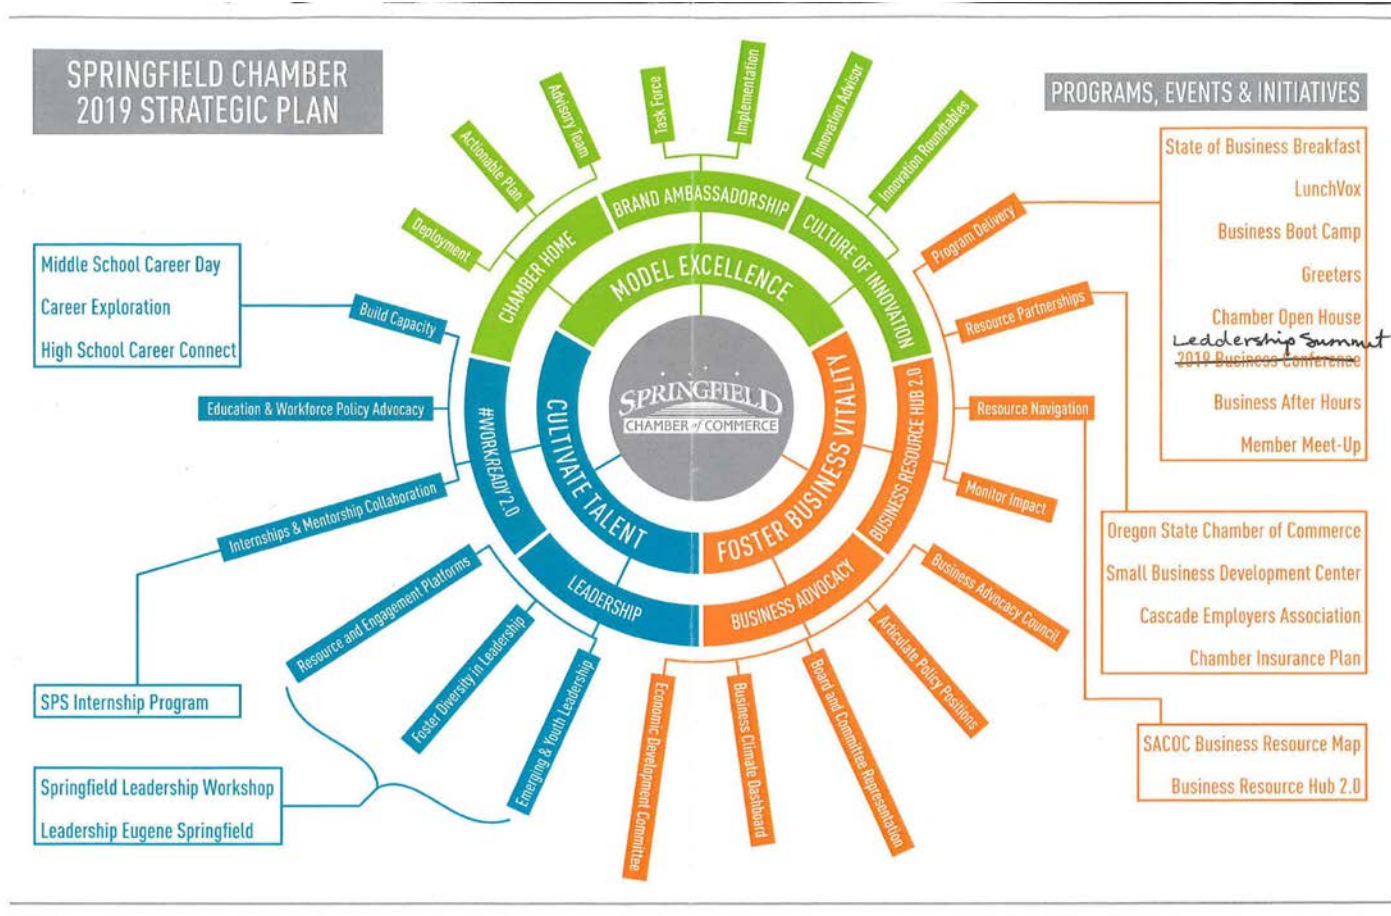 SPRINGFIELD CHAMBER
2019 STRATEGIC PLAN
PROGRAMS, EVENTS & INITIATIVES
SPRINGFIELD
CHAMBER of COMMERCE
MODEL EXCELLENCE
CHAMBER HOME
Deployment
Actionable Plan
Advisory Team
BRAND AMBASSADORSHIP
Task Force
Implementation
CULTURE OF INNOVATION
Innovation Advisor
Innovation Roundtables
FOSTER BUSINESS VITALITY
BUSINESS RESOURCE HUB 2.0
Program Delivery
State of Business Breakfast
LunchVox
Business Boot Camp
Greeters
Chamber Open House
Leadership Summit
2019 Business Conference
Business After Hours
Member Meet-Up
Resource Partnerships
Oregon State Chamber of Commerce
Small Business Development Center
Cascade Employers Association
Chamber Insurance Plan
Resource Navigation
SACOC Business Resource Map
Business Resource Hub 2.0
Monitor Impact
BUSINESS ADVOCACY
Business Advocacy Council
Articulate Policy Positions
Board and Committee Representation
Business Climate Dashboard
Economic Development Committee
CULTIVATE TALENT
#WORKREADY 2.0
Build Capacity
Middle School Career Day
Career Exploration
High School Career Connect
Education & Workforce Policy Advocacy
Internships & Mentorship Collaboration
SPS Internship Program
LEADERSHIP
Resource and Engagement Platforms
Foster Diversity in Leadership
Emerging & Youth Leadership
Springfield Leadership Workshop
Leadership Eugene Springfield